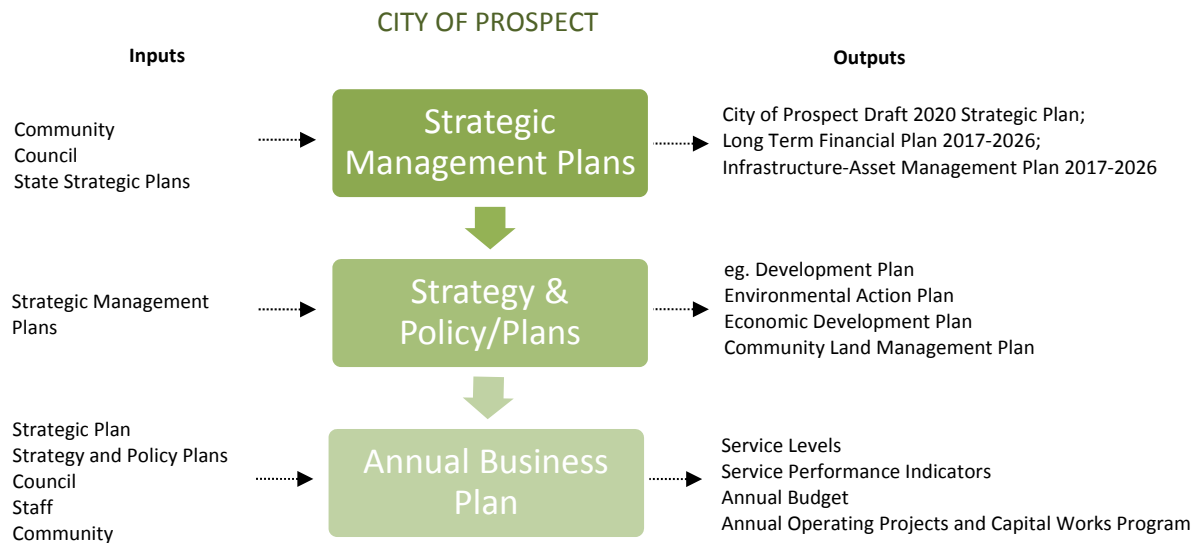 CITY OF PROSPECT
Inputs
Outputs
Community
Council
State Strategic Plans
Strategic
Management Plans
City of Prospect Draft 2020 Strategic Plan;
Long Term Financial Plan 2017-2026;
Infrastructure-Asset Management Plan 2017-2026
Strategic Management
Plans
Strategy &
Policy/Plans
eg. Development Plan
Environmental Action Plan
Economic Development Plan
Community Land Management Plan
Strategic Plan
Strategy and Policy Plans
Council
Staff
Community
Annual Business
Plan
Service Levels
Service Performance Indicators
Annual Budget
Annual Operating Projects and Capital Works Program